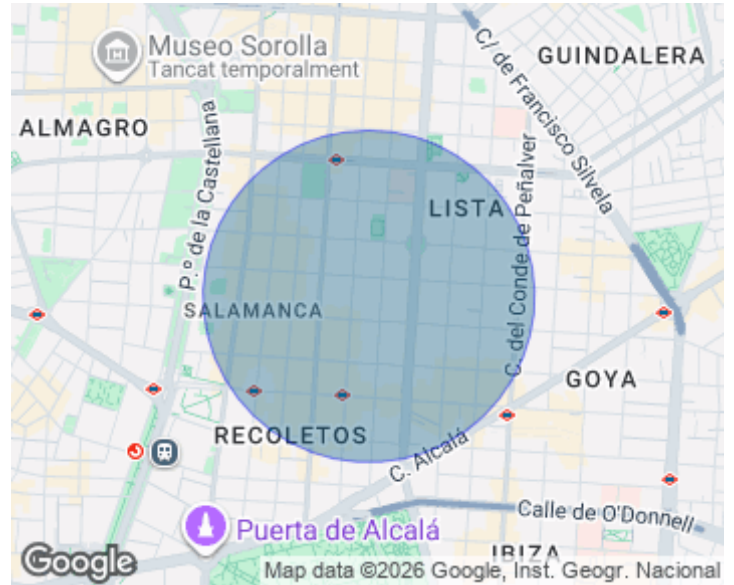 Museo Sorolla
Tancat temporalment
C/ de Francisco Silvela
GUINDALERA
ALMAGRO
P.º de la Castellana
C. del Conde de Peñalver
LISTA
SALAMANCA
GOYA
RECOLETOS
C. Alcalá
Calle de O'Donnell
Puerta de Alcalá
IBIZA
Google
Map data ©2026 Google, Inst. Geogr. Nacional